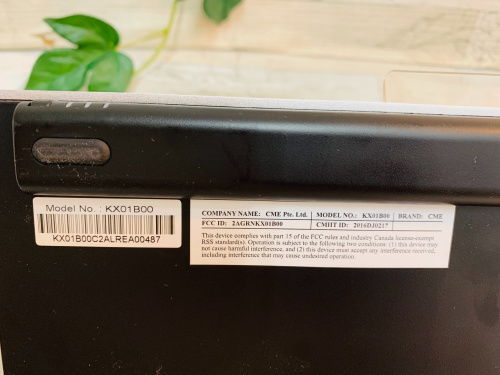 Model No. : KX01B00
KX01B00C2ALREA00487
COMPANY NAME: CME Pte. Ltd. MODEL NO.: KX01B00 BRAND: CME
FCC ID: 2AGRNKX01B00 CMIIT ID: 2016DJ0217
This device complies with part 15 of the FCC rules and industry Canada license-exempt
RSS standard(s). Operation is subject to the following two conditions: (1) this device may
not cause harmful interference, and (2) this device must accept any interference received,
including interference that may cause undesired operation.